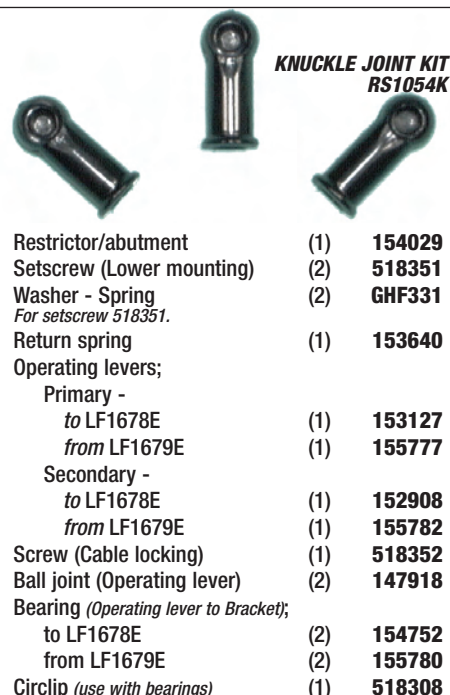 KNUCKLE JOINT KIT
RS1054K
Restrictor/abutment (1) 154029
Setscrew (Lower mounting) (2) 518351
Washer - Spring (2) GHF331
For setscrew 518351.
Return spring (1) 153640
Operating levers;
Primary -
to LF1678E (1) 153127
from LF1679E (1) 155777
Secondary -
to LF1678E (1) 152908
from LF1679E (1) 155782
Screw (Cable locking) (1) 518352
Ball joint (Operating lever) (2) 147918
Bearing (Operating lever to Bracket);
to LF1678E (2) 154752
from LF1679E (2) 155780
Circlip (use with bearings) (1) 518308